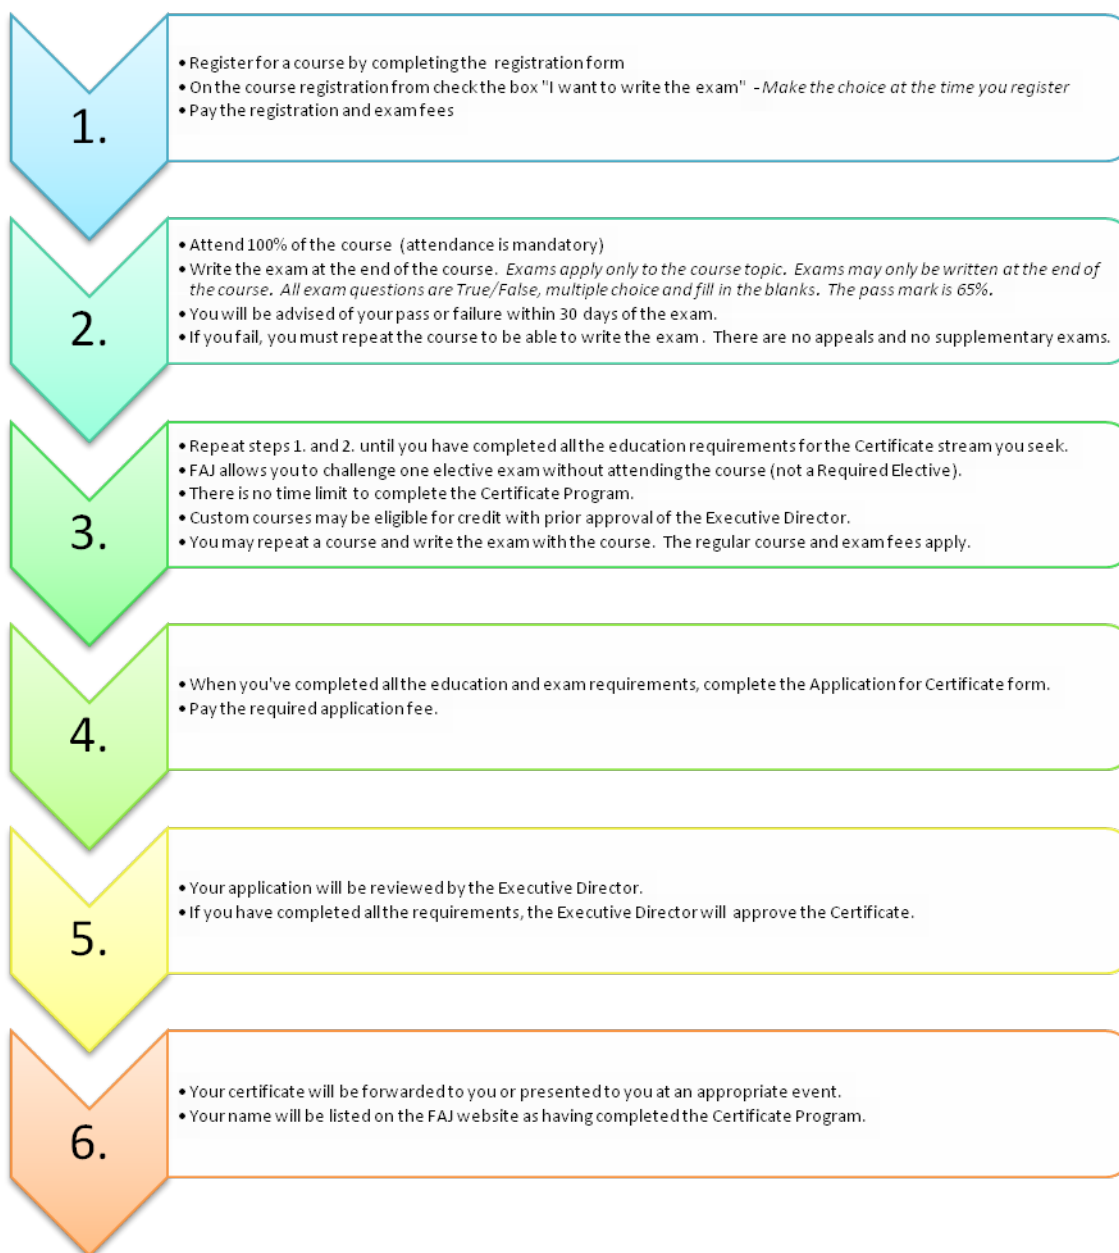 1.
• Register for a course by completing the registration form
• On the course registration from check the box "I want to write the exam" - Make the choice at the time you register
• Pay the registration and exam fees
2.
• Attend 100% of the course (attendance is mandatory)
• Write the exam at the end of the course. Exams apply only to the course topic. Exams may only be written at the end of
the course. All exam questions are True/False, multiple choice and fill in the blanks. The pass mark is 65%.
• You will be advised of your pass or failure within 30 days of the exam.
• If you fail, you must repeat the course to be able to write the exam. There are no appeals and no supplementary exams.
3.
• Repeat steps 1. and 2. until you have completed all the education requirements for the Certificate stream you seek.
• FAJ allows you to challenge one elective exam without attending the course (not a Required Elective).
• There is no time limit to complete the Certificate Program.
• Custom courses may be eligible for credit with prior approval of the Executive Director.
• You may repeat a course and write the exam with the course. The regular course and exam fees apply.
4.
• When you've completed all the education and exam requirements, complete the Application for Certificate form.
• Pay the required application fee.
5.
• Your application will be reviewed by the Executive Director.
• If you have completed all the requirements, the Executive Director will approve the Certificate.
6.
• Your certificate will be forwarded to you or presented to you at an appropriate event.
• Your name will be listed on the FAJ website as having completed the Certificate Program.